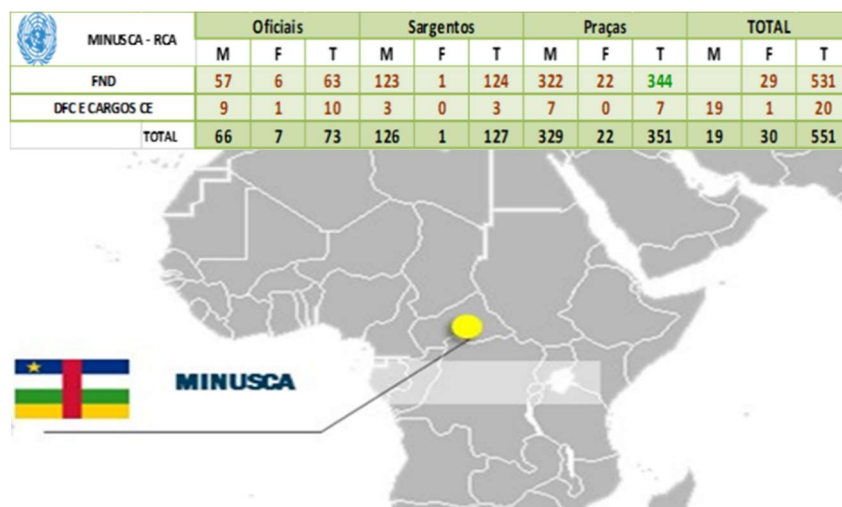 MINUSCA - RCA Oficiais Sargentos Praças TOTAL
M F T M F T M F T M F T
FND 57 6 63 123 1 124 322 22 344 29 531
DFC E CARGOS CE 9 1 10 3 0 3 7 0 7 19 1 20
TOTAL 66 7 73 126 1 127 329 22 351 19 30 551
MINUSCA